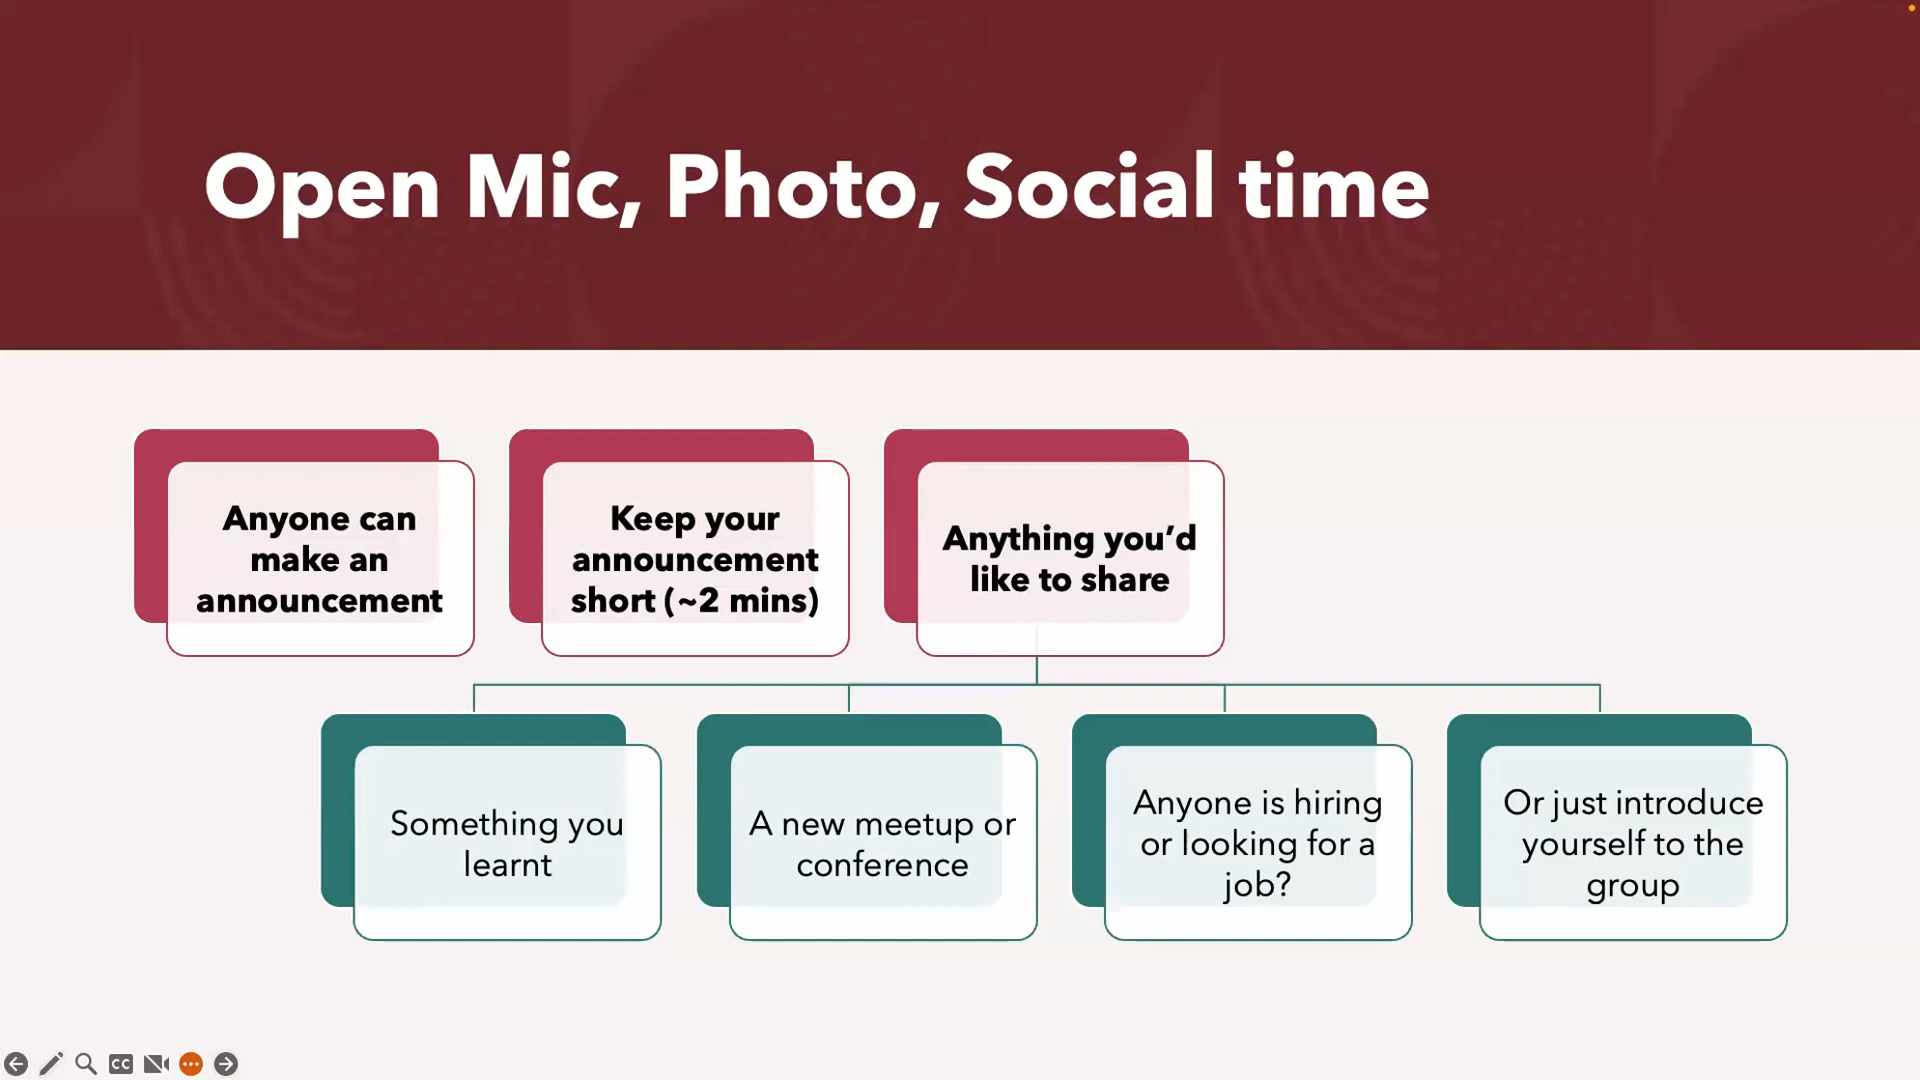 Open Mic, Photo, Social time
Anyone can
make an
announcement
Keep your
announcement
short (~2 mins)
Anything you’d
like to share
Something you
learnt
A new meetup or
conference
Anyone is hiring
or looking for a
job?
Or just introduce
yourself to the
group
CC